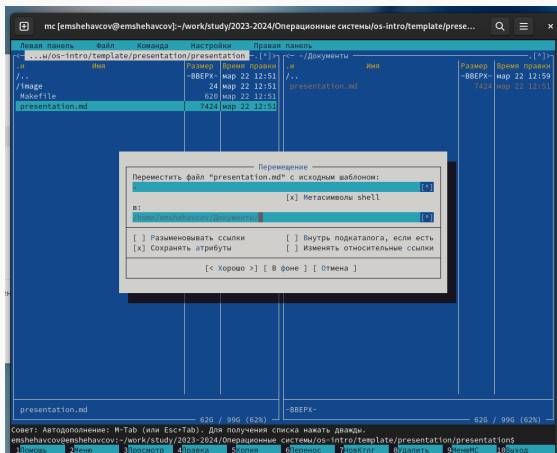 mc [emshehavcov@emshehavcov]:~/work/study/2023-2024/Операционные системы/os-intro/template/prese...
Левая панель Файл Команда Настройки Правая панель
<- ...ы/os-intro/template/presentation/presentation -.[^]>
<- ~/Документы -.[^]>
.и Имя Размер Время правки
.и Имя Размер Время правки
/.. -ВВЕРХ- мар 22 12:51
/.. -ВВЕРХ- мар 22 12:59
/image 24 мар 22 12:51
presentation.md 7424 мар 22 12:51
Makefile 620 мар 22 12:51
presentation.md 7424 мар 22 12:51
Перемещение
Переместить файл "presentation.md" с исходным шаблоном:
* [^]
[x] Метасимволы shell
в:
/home/emshehavcov/Документы/ [^]
[ ] Разыменовывать ссылки [ ] Внутрь подкаталога, если есть
[x] Сохранять атрибуты [ ] Изменять относительные ссылки
[< Хорошо >] [ В фоне ] [ Отмена ]
presentation.md
-ВВЕРХ-
62G / 99G (62%)
62G / 99G (62%)
Совет: Автодополнение: M-Tab (или Esc+Tab). Для получения списка нажать дважды.
emshehavcov@emshehavcov:~/work/study/2023-2024/Операционные системы/os-intro/template/presentation/presentation$
1Помощь 2Меню 3Просмотр 4Правка 5Копия 6Перенос 7НовКтлг 8Удалить 9МенюМС 10Выход